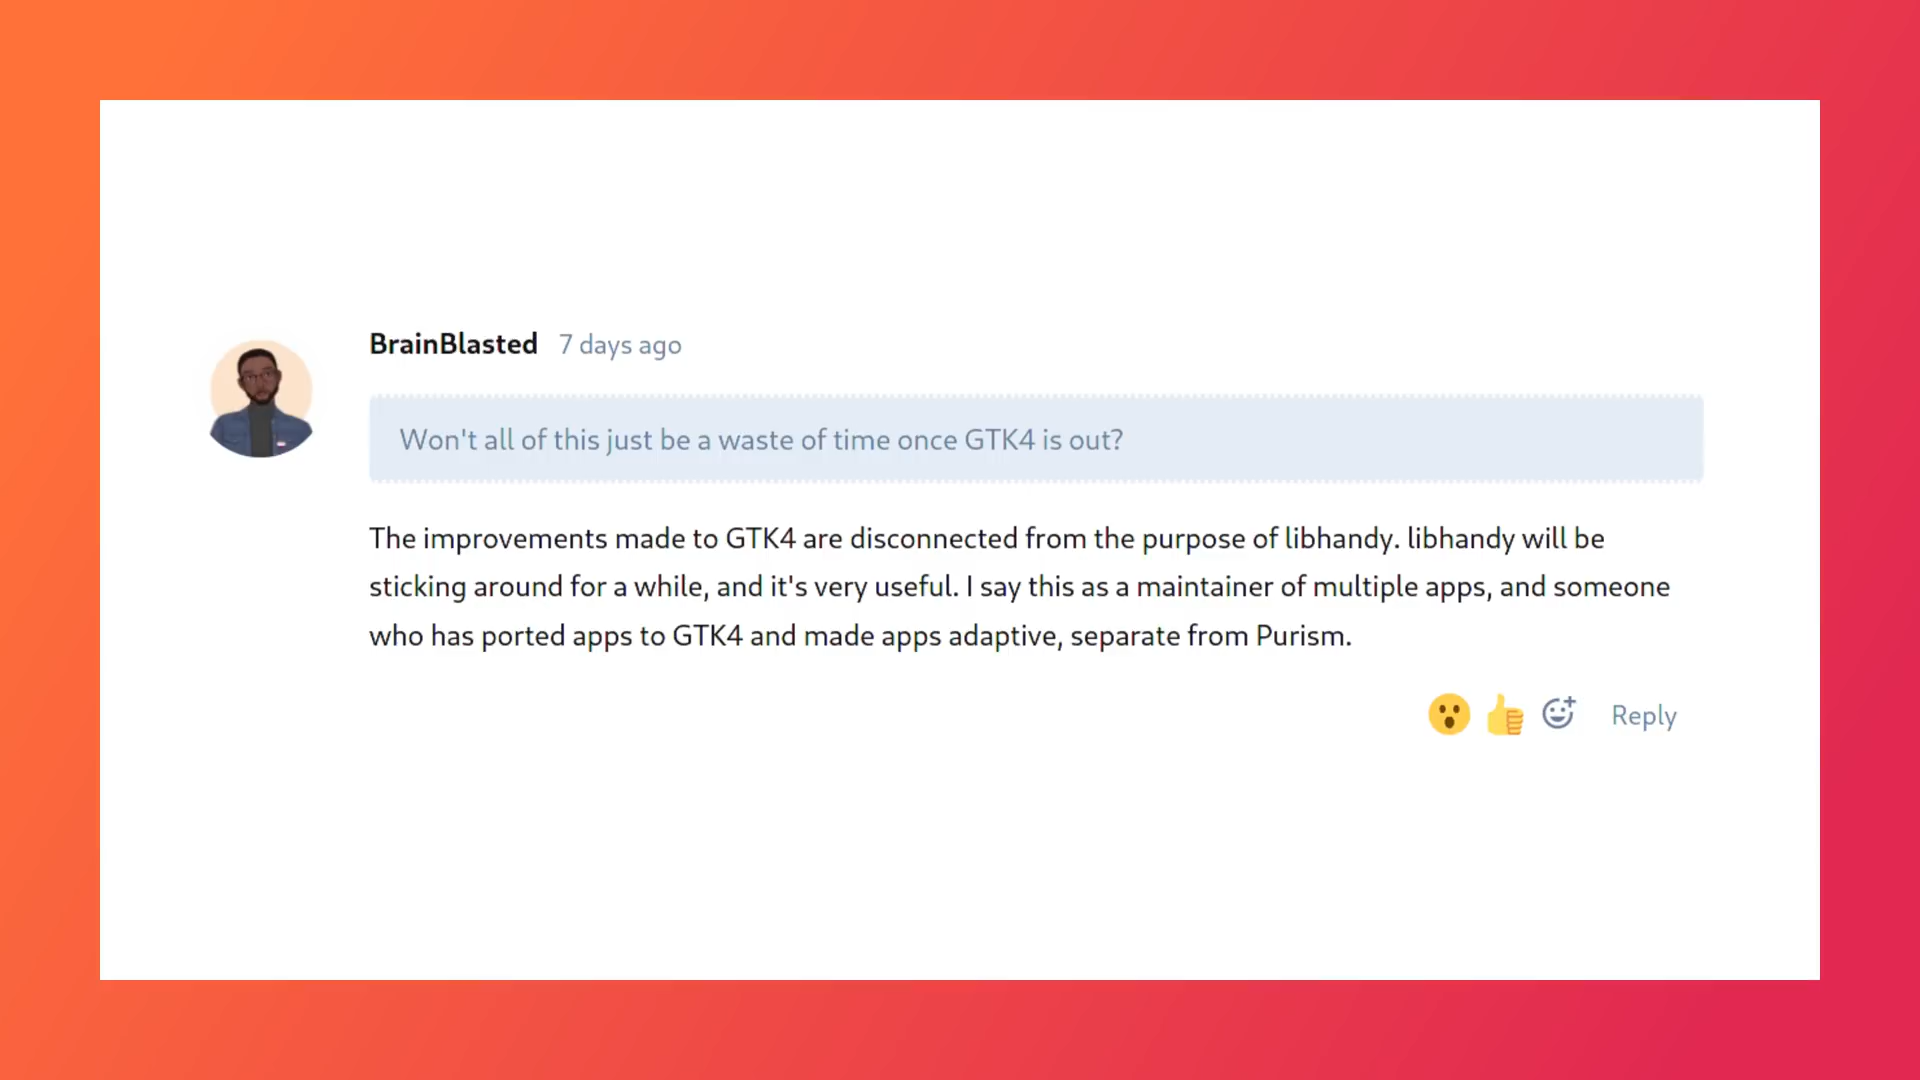 BrainBlasted 7 days ago
Won't all of this just be a waste of time once GTK4 is out?
The improvements made to GTK4 are disconnected from the purpose of libhandy. libhandy will be
sticking around for a while, and it's very useful. I say this as a maintainer of multiple apps, and someone
who has ported apps to GTK4 and made apps adaptive, separate from Purism.
Reply